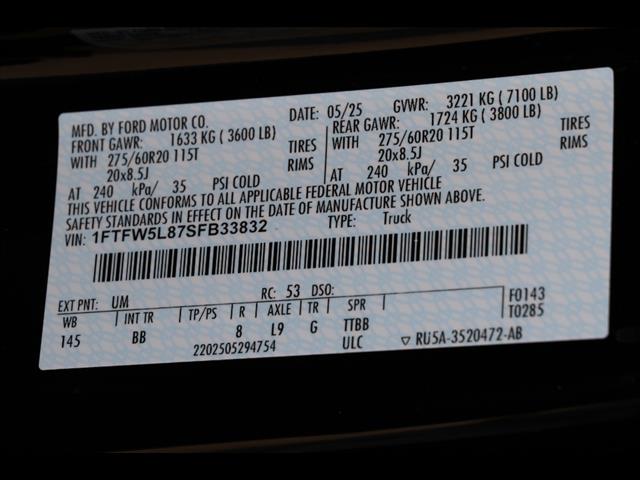 MFD. BY FORD MOTOR CO. DATE: 05/25 GVWR: 3221 KG ( 7100 LB)
FRONT GAWR: 1633 KG ( 3600 LB) REAR GAWR: 1724 KG ( 3800 LB)
WITH 275/60R20 115T TIRES WITH 275/60R20 115T TIRES
20x8.5J RIMS 20x8.5J RIMS
AT 240 kPa/ 35 PSI COLD AT 240 kPa/ 35 PSI COLD
THIS VEHICLE CONFORMS TO ALL APPLICABLE FEDERAL MOTOR VEHICLE
SAFETY STANDARDS IN EFFECT ON THE DATE OF MANUFACTURE SHOWN ABOVE.
VIN: 1FTFW5L87SFB33832 TYPE: Truck
EXT PNT: UM RC: 53 DSO: F0143
WB INT TR TP/PS R AXLE TR SPR T0285
145 BB 8 L9 G TTBB
2202505294754 ULC ▽ RU5A-3520472-AB